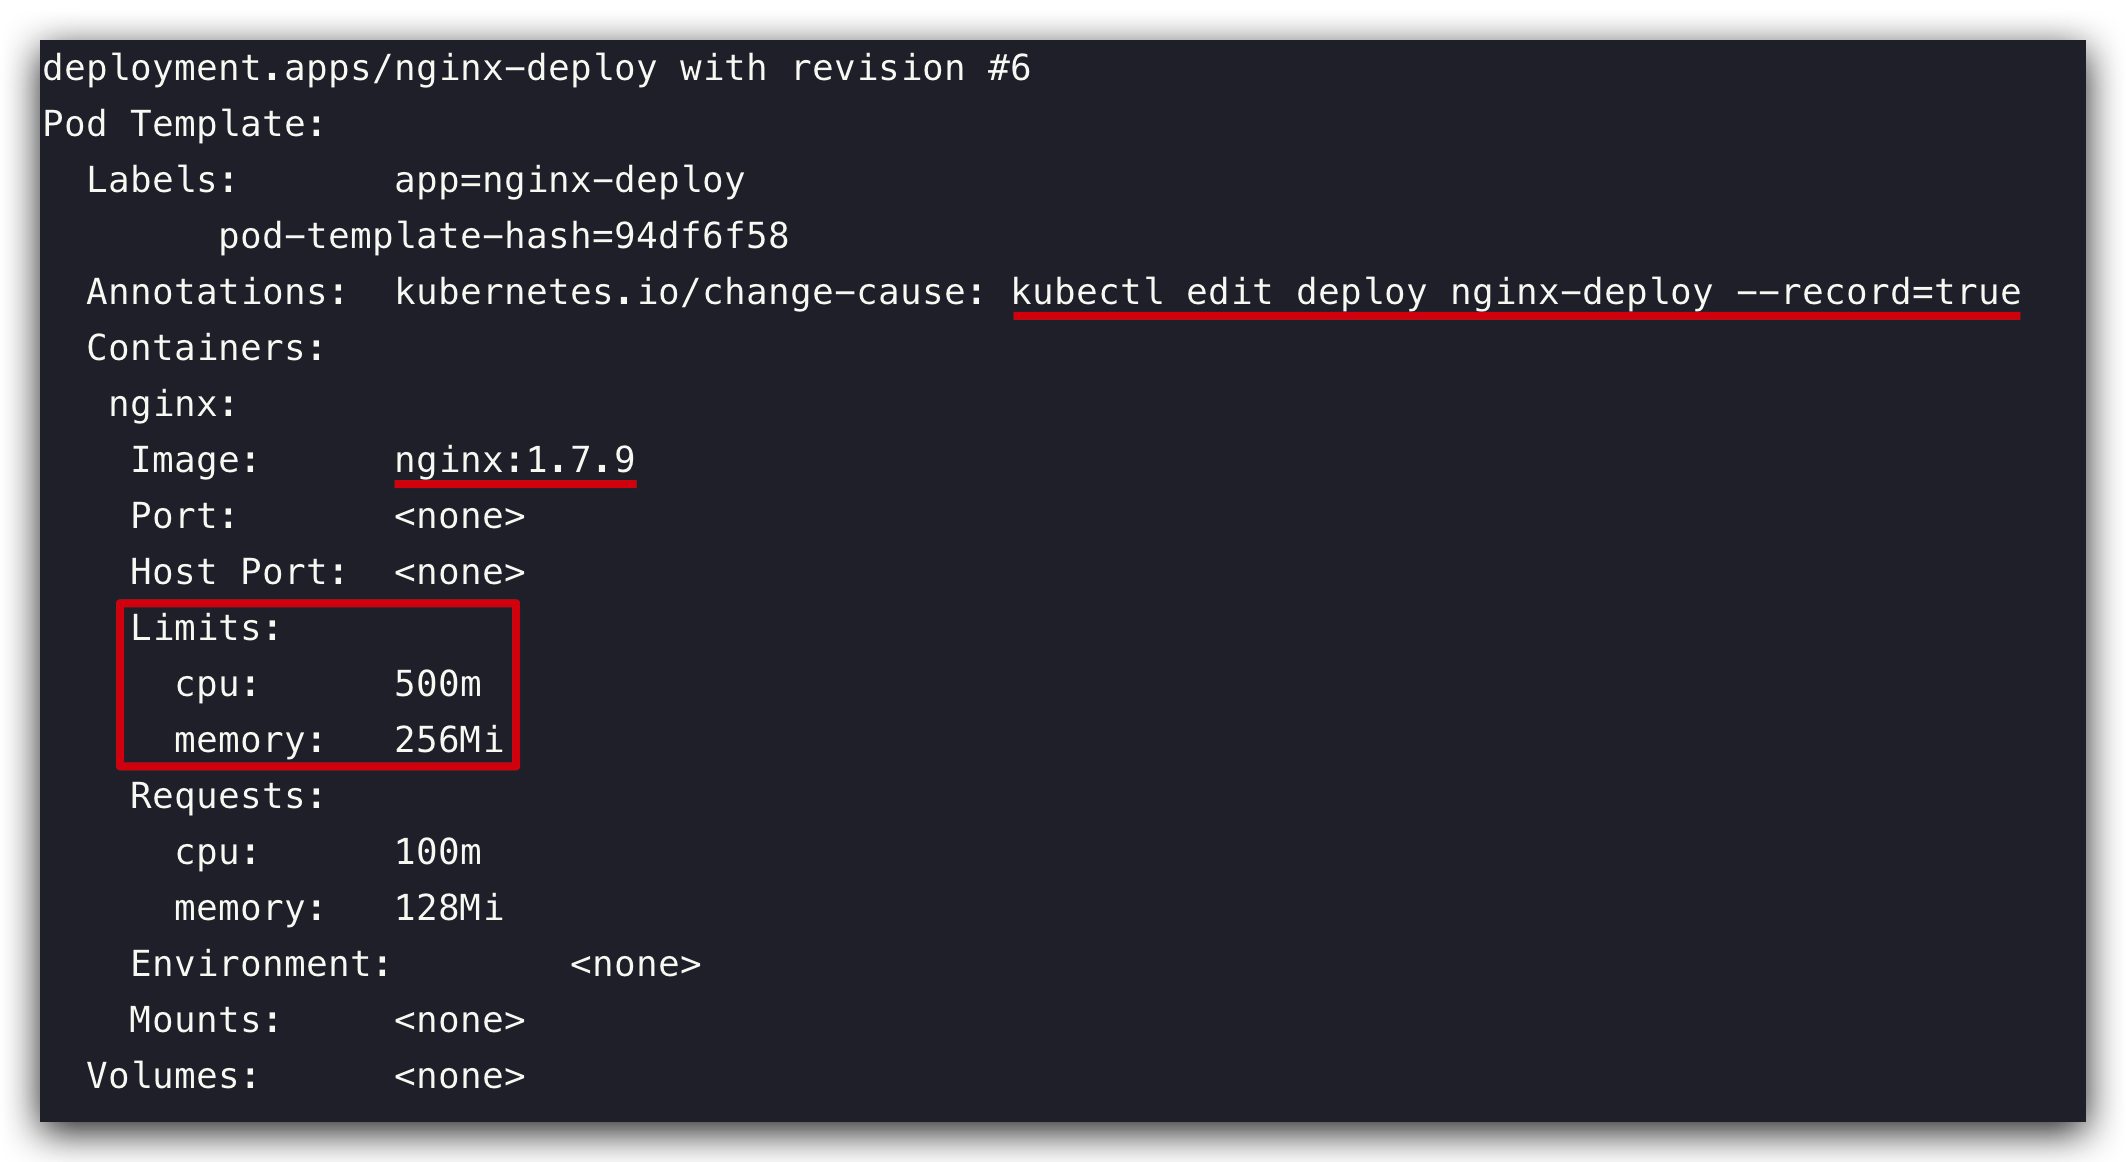 deployment.apps/nginx-deploy with revision #6
Pod Template:
  Labels:       app=nginx-deploy
        pod-template-hash=94df6f58
  Annotations:  kubernetes.io/change-cause: kubectl edit deploy nginx-deploy --record=true
  Containers:
   nginx:
    Image:      nginx:1.7.9
    Port:       <none>
    Host Port:  <none>
    Limits:
      cpu:      500m
      memory:   256Mi
    Requests:
      cpu:      100m
      memory:   128Mi
    Environment:        <none>
    Mounts:     <none>
  Volumes:      <none>